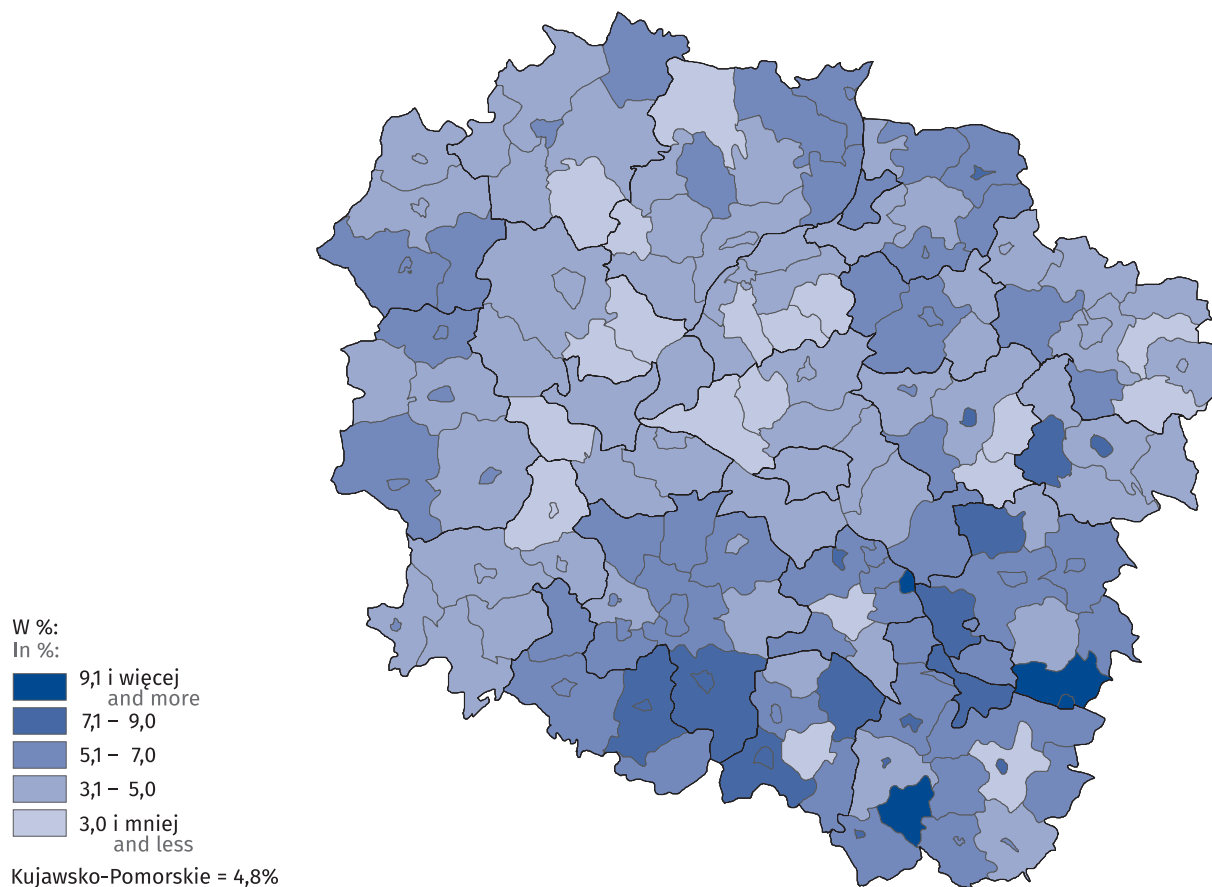 W %:
In %:
9,1 i więcej
and more
7,1 – 9,0
5,1 – 7,0
3,1 – 5,0
3,0 i mniej
and less
Kujawsko-Pomorskie = 4,8%